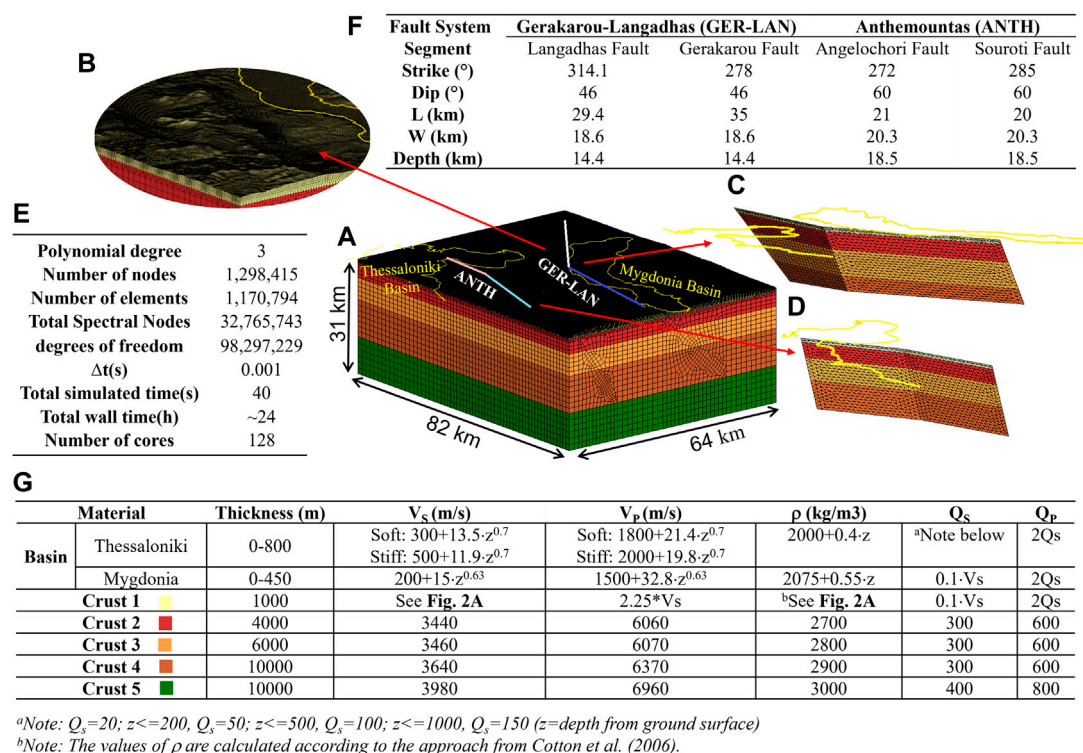 F
Fault System Gerakarou-Langadhas (GER-LAN) Anthemountas (ANTH)
Segment Langadhas Fault Gerakarou Fault Angelochori Fault Souroti Fault
Strike (°) 314.1 278 272 285
Dip (°) 46 46 60 60
L (km) 29.4 35 21 20
W (km) 18.6 18.6 20.3 20.3
Depth (km) 14.4 14.4 18.5 18.5
B
E
Polynomial degree 3
Number of nodes 1,298,415
Number of elements 1,170,794
Total Spectral Nodes 32,765,743
degrees of freedom 98,297,229
Δt(s) 0.001
Total simulated time(s) 40
Total wall time(h) ~24
Number of cores 128
A
Thessaloniki
Basin
ANTH
GER-LAN
Mygdonia Basin
31 km
82 km
64 km
C
D
G
Material Thickness (m) V_S (m/s) V_P (m/s) ρ (kg/m3) Q_S Q_P
Basin Thessaloniki 0-800 Soft: 300+13.5·z^0.7 Soft: 1800+21.4·z^0.7 2000+0.4·z ^aNote below 2Qs
Stiff: 500+11.9·z^0.7 Stiff: 2000+19.8·z^0.7
Mygdonia 0-450 200+15·z^0.63 1500+32.8·z^0.63 2075+0.55·z 0.1·Vs 2Qs
Crust 1 1000 See Fig. 2A 2.25*Vs ^bSee Fig. 2A 0.1·Vs 2Qs
Crust 2 4000 3440 6060 2700 300 600
Crust 3 6000 3460 6070 2800 300 600
Crust 4 10000 3640 6370 2900 300 600
Crust 5 10000 3980 6960 3000 400 800
^aNote: Q_s=20; z<=200, Q_s=50; z<=500, Q_s=100; z<=1000, Q_s=150 (z=depth from ground surface)
^bNote: The values of ρ are calculated according to the approach from Cotton et al. (2006).